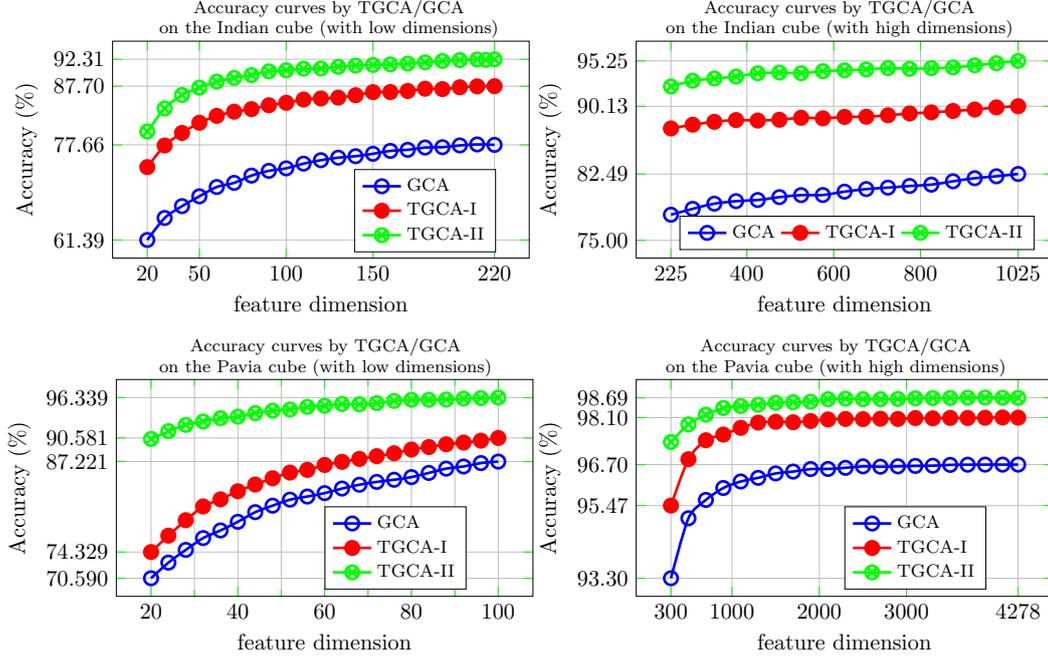 Accuracy curves by TGCA/GCA
on the Indian cube (with low dimensions)
92.31
87.70
77.66
61.39
Accuracy (%)
GCA
TGCA-I
TGCA-II
20 50 100 150 220
feature dimension
Accuracy curves by TGCA/GCA
on the Indian cube (with high dimensions)
95.25
90.13
82.49
75.00
Accuracy (%)
GCA TGCA-I TGCA-II
225 400 600 800 1025
feature dimension
Accuracy curves by TGCA/GCA
on the Pavia cube (with low dimensions)
96.339
90.581
87.221
74.329
70.590
Accuracy (%)
GCA
TGCA-I
TGCA-II
20 40 60 80 100
feature dimension
Accuracy curves by TGCA/GCA
on the Pavia cube (with high dimensions)
98.69
98.10
96.70
95.47
93.30
Accuracy (%)
GCA
TGCA-I
TGCA-II
300 1000 2000 3000 4278
feature dimension